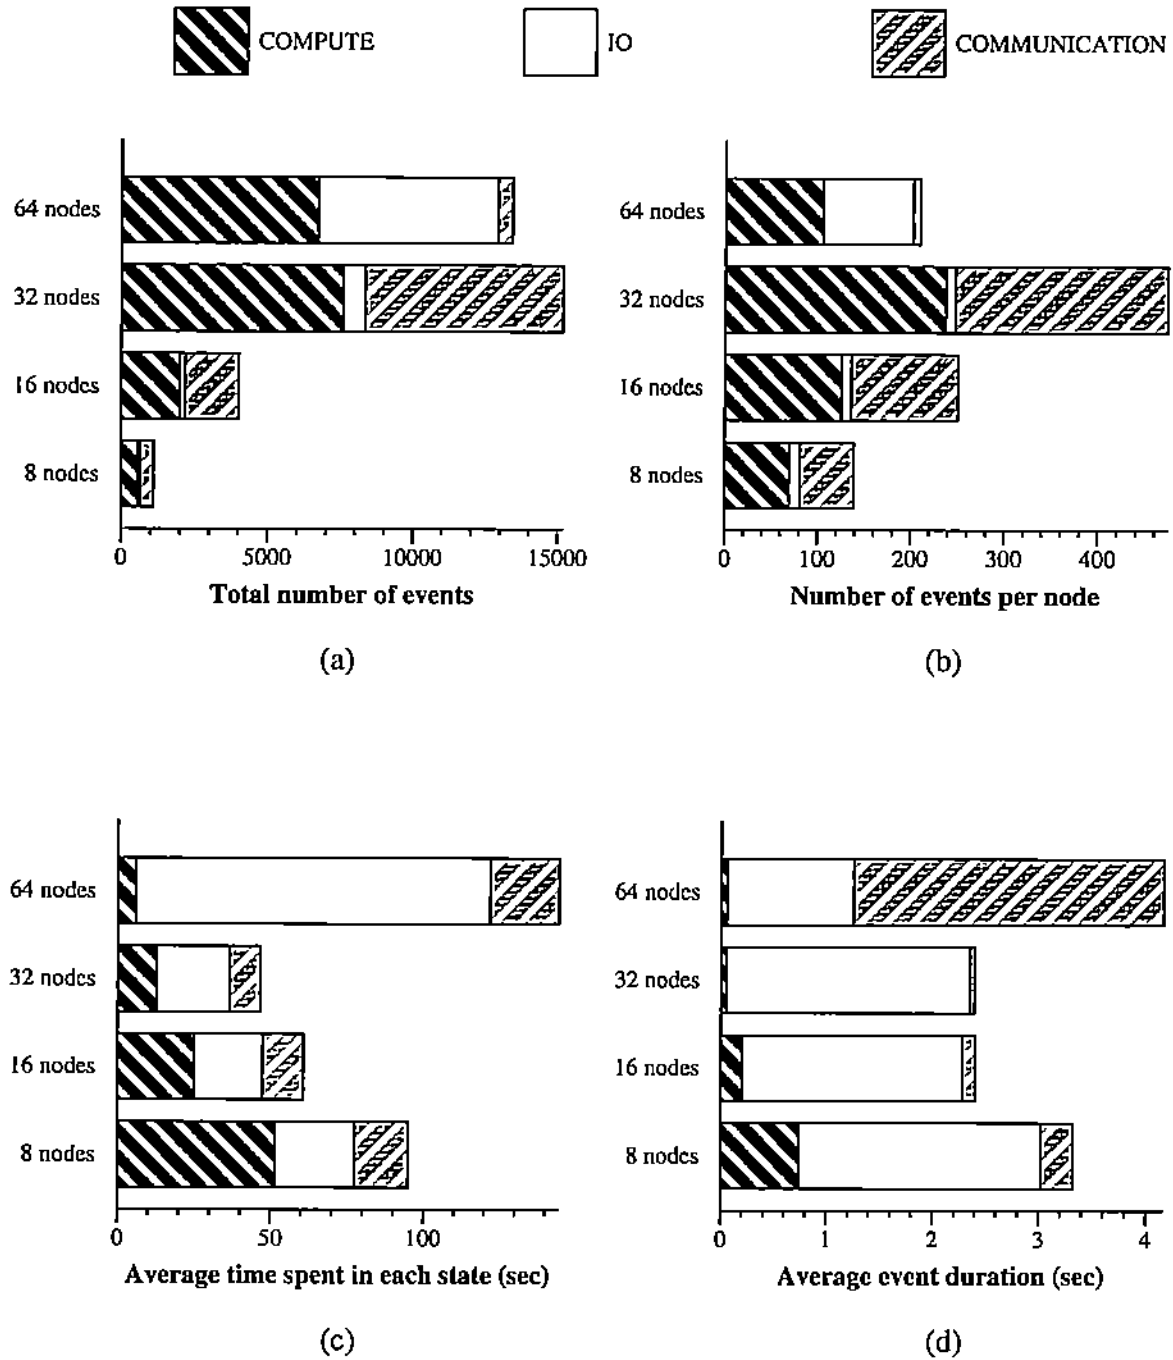 COMPUTE IO COMMUNICATION
64 nodes
32 nodes
16 nodes
8 nodes
0 5000 10000 15000
Total number of events
(a)
64 nodes
32 nodes
16 nodes
8 nodes
0 100 200 300 400
Number of events per node
(b)
64 nodes
32 nodes
16 nodes
8 nodes
0 50 100
Average time spent in each state (sec)
(c)
64 nodes
32 nodes
16 nodes
8 nodes
0 1 2 3 4
Average event duration (sec)
(d)